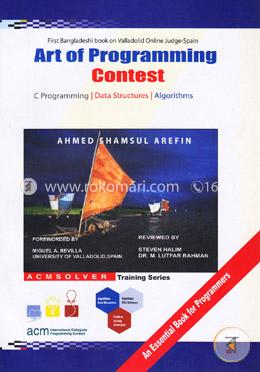 First Bangladeshi book on Valladolid Online Judge-Spain
Art of Programming
Contest
C Programming | Data Structures | Algorithms
AHMED SHAMSUL AREFIN
rokomari.com
FOREWORDED BY
MIGUEL A. REVILLA
UNIVERSITY OF VALLADOLID,SPAIN
REVIEWED BY
STEVEN HALIM
DR. M. LUTFAR RAHMAN
ACMSOLVER Training Series
acm International Collegiate
Programming Contest
An Essential Book for Programmers